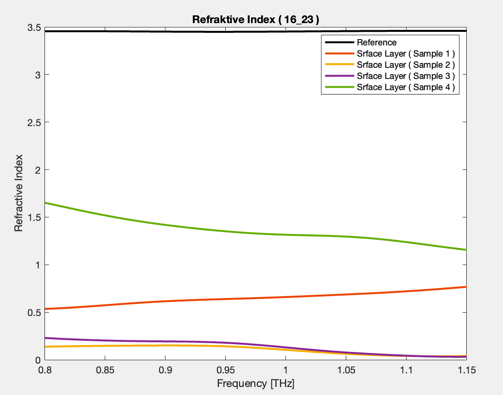 Refraktive Index ( 16_23 )
3.5
3
2.5
2
1.5
1
0.5
0
Refractive Index
Reference
Srface Layer ( Sample 1 )
Srface Layer ( Sample 2 )
Srface Layer ( Sample 3 )
Srface Layer ( Sample 4 )
0.8 0.85 0.9 0.95 1 1.05 1.1 1.15
Frequency [THz]